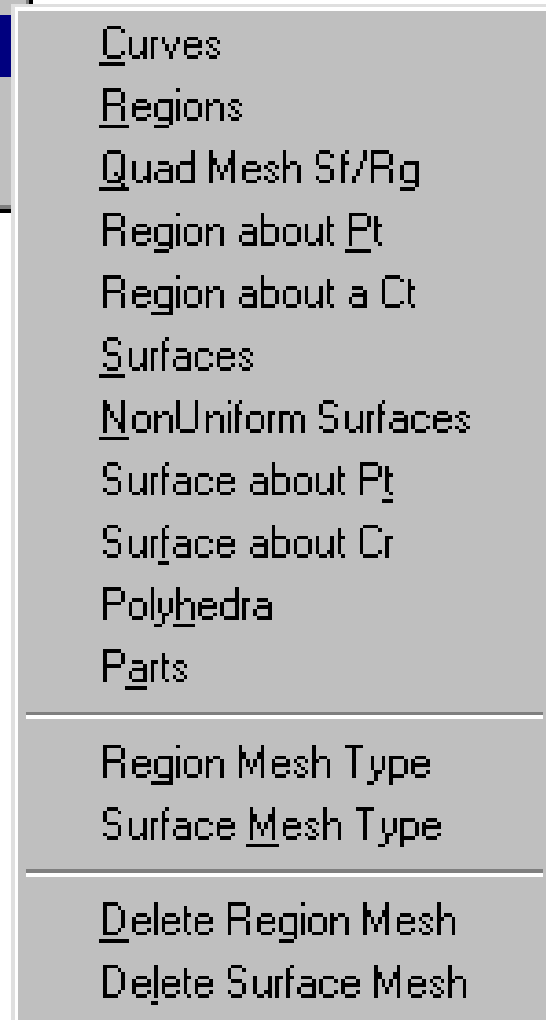 Curves
Regions
Quad Mesh Sf/Rg
Region about Pt
Region about a Ct
Surfaces
NonUniform Surfaces
Surface about Pt
Surface about Cr
Polyhedra
Parts
Region Mesh Type
Surface Mesh Type
Delete Region Mesh
Delete Surface Mesh